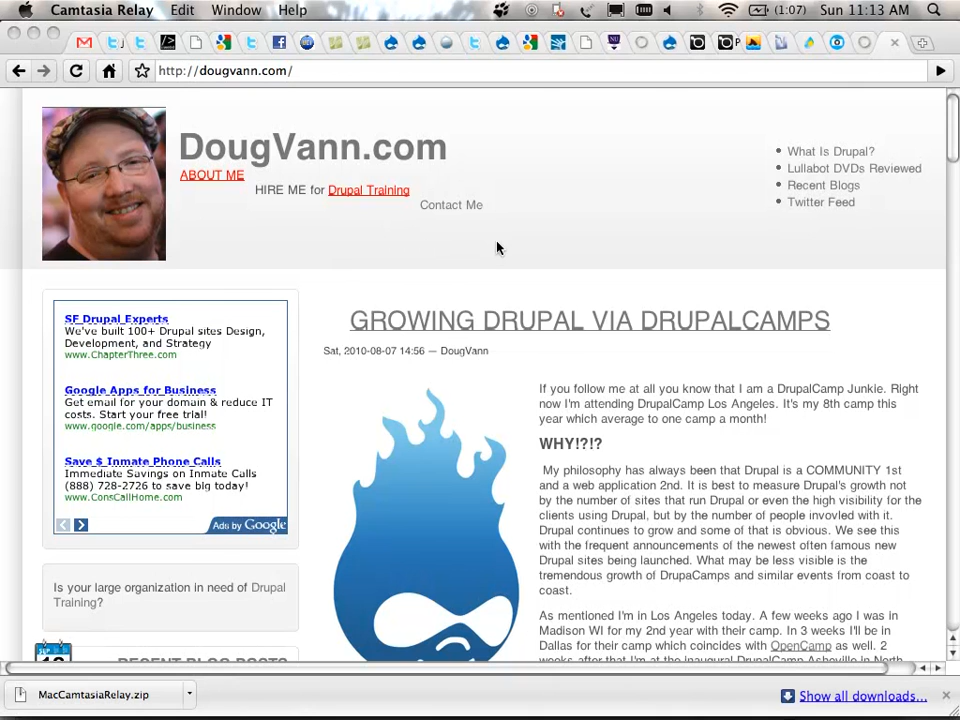 Camtasia Relay Edit Window Help (1:07) Sun 11:13 AM
http://dougvann.com/
DougVann.com
ABOUT ME
HIRE ME for Drupal Training
Contact Me
What Is Drupal?
Lullabot DVDs Reviewed
Recent Blogs
Twitter Feed
SF Drupal Experts
We've built 100+ Drupal sites Design,
Development, and Strategy
www.ChapterThree.com
Google Apps for Business
Get email for your domain & reduce IT
costs. Start your free trial!
www.google.com/apps/business
Save $ Inmate Phone Calls
Immediate Savings on Inmate Calls
(888) 728-2726 to save big today!
www.ConsCallHome.com
Ads by Google
Is your large organization in need of Drupal
Training?
RECENT BLOG POSTS
GROWING DRUPAL VIA DRUPALCAMPS
Sat, 2010-08-07 14:56 — DougVann
If you follow me at all you know that I am a DrupalCamp Junkie. Right
now I'm attending DrupalCamp Los Angeles. It's my 8th camp this
year which average to one camp a month!
WHY!?!?
My philosophy has always been that Drupal is a COMMUNITY 1st
and a web application 2nd. It is best to measure Drupal's growth not
by the number of sites that run Drupal or even the high visibility for the
clients using Drupal, but by the number of people invovled with it.
Drupal continues to grow and some of that is obvious. We see this
with the frequent announcements of the newest often famous new
Drupal sites being launched. What may be less visible is the
tremendous growth of DrupaCamps and similar events from coast to
coast.
As mentioned I'm in Los Angeles today. A few weeks ago I was in
Madison WI for my 2nd year with their camp. In 3 weeks I'll be in
Dallas for their camp which coincides with OpenCamp as well. 2
weeks after that I'm at the inaugural DrupalCamp Asheville in North
MacCamtasiaRelay.zip
Show all downloads...